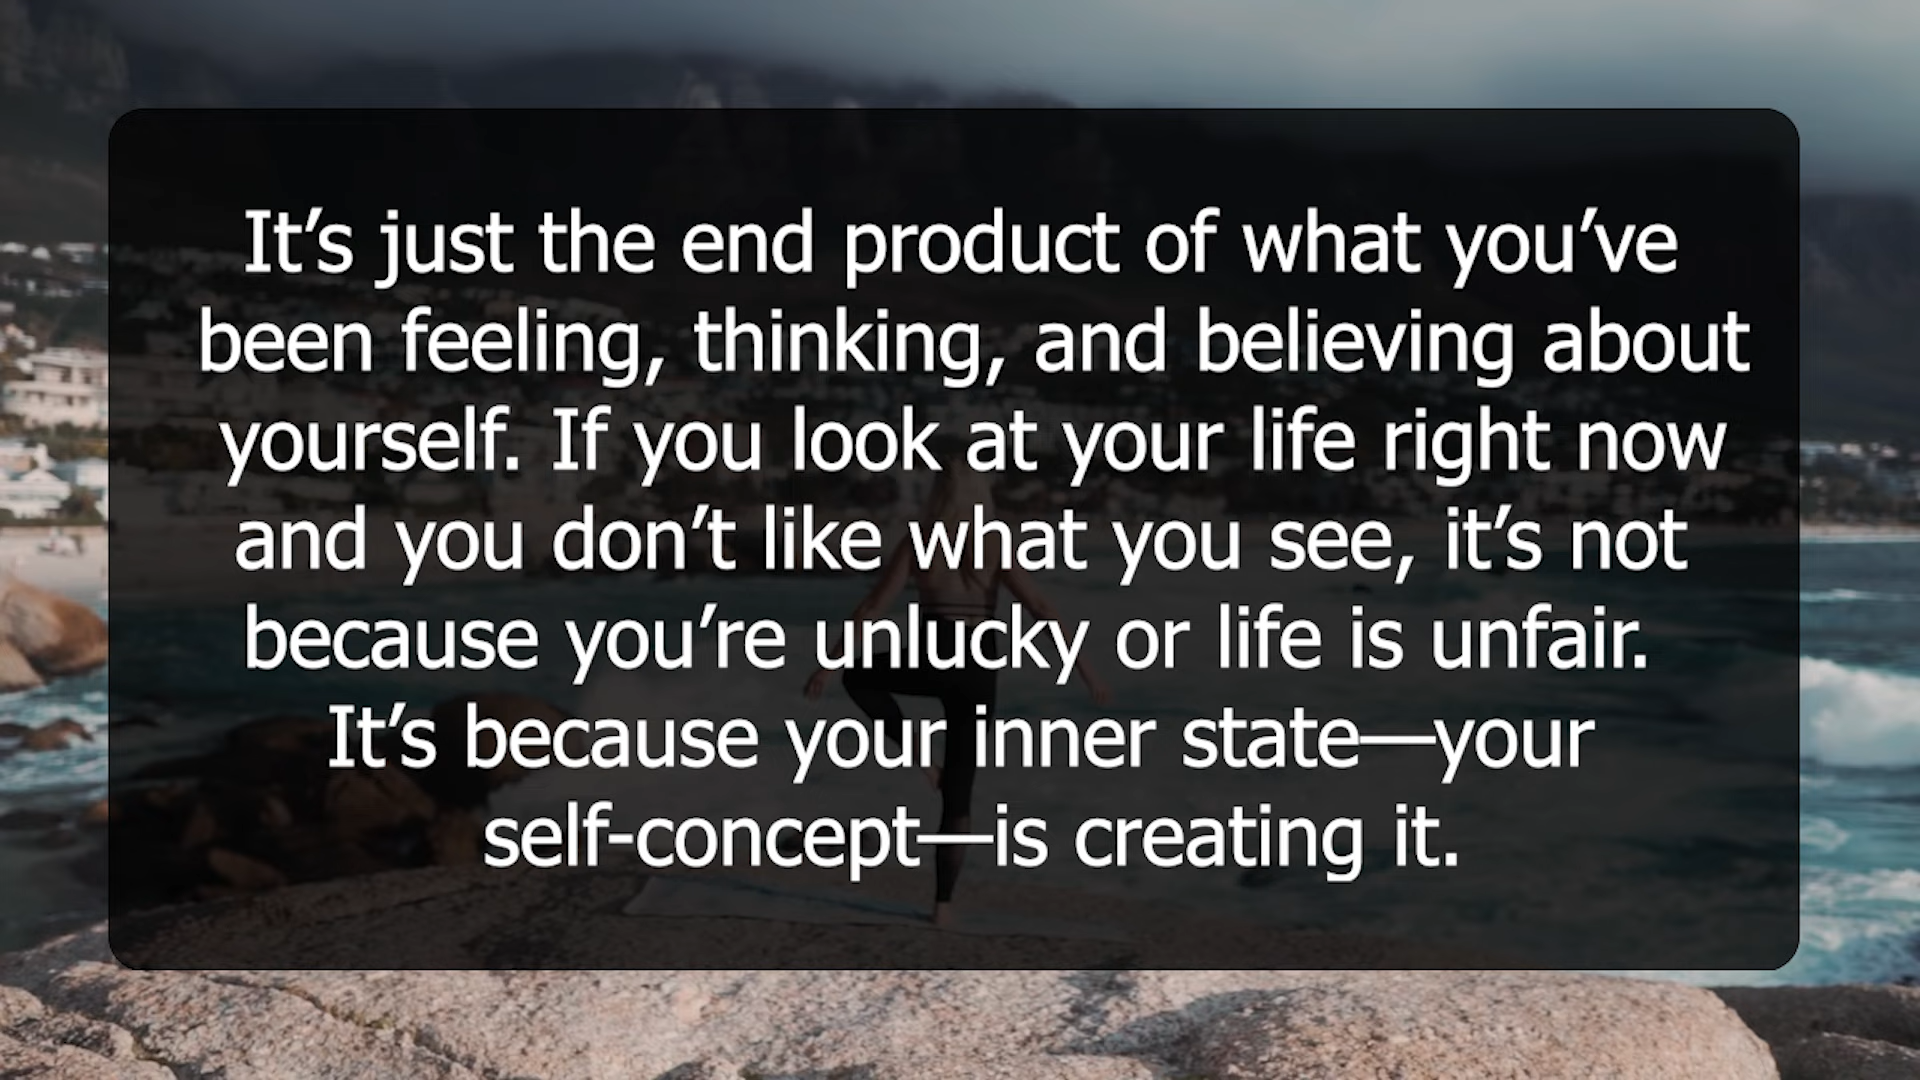 It’s just the end product of what you’ve
been feeling, thinking, and believing about
yourself. If you look at your life right now
and you don’t like what you see, it’s not
because you’re unlucky or life is unfair.
It’s because your inner state—your
self-concept—is creating it.